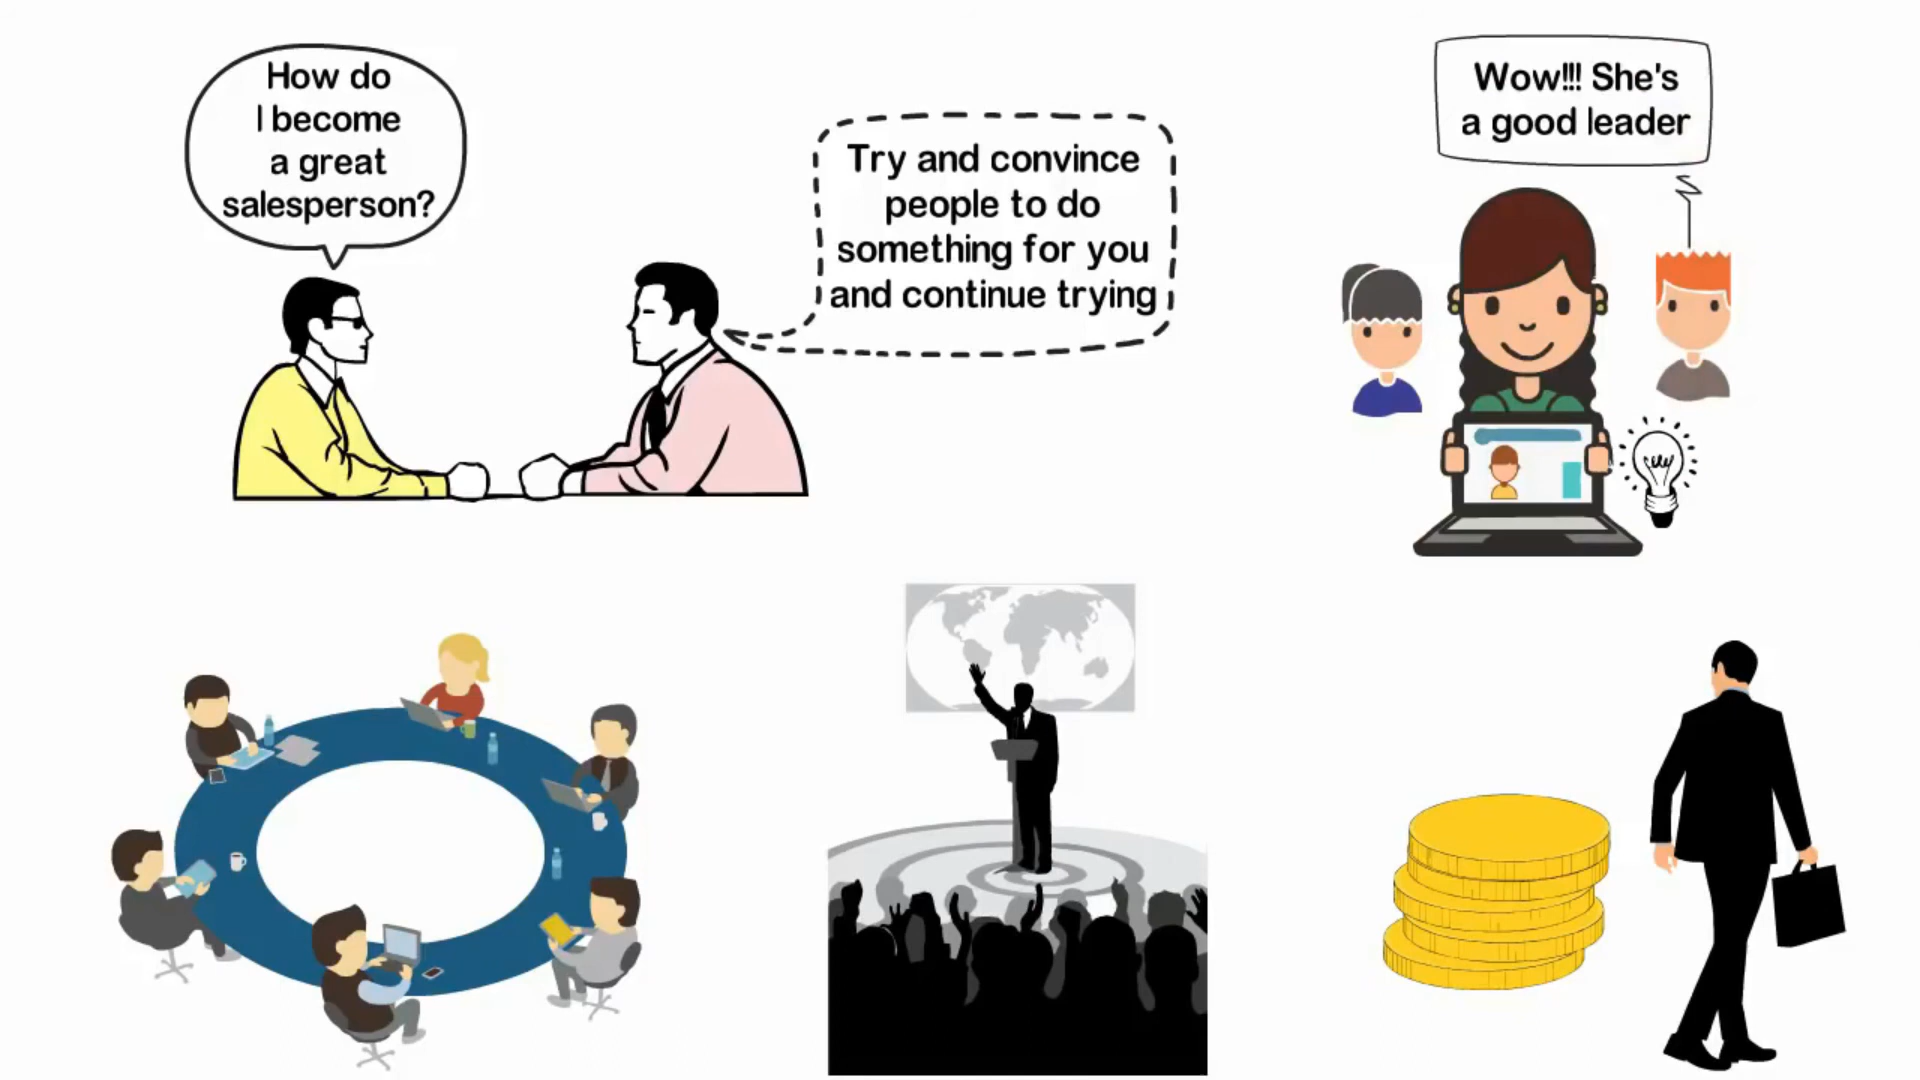 How do
I become
a great
salesperson?
Try and convince
people to do
something for you
and continue trying
Wow!!! She's
a good leader